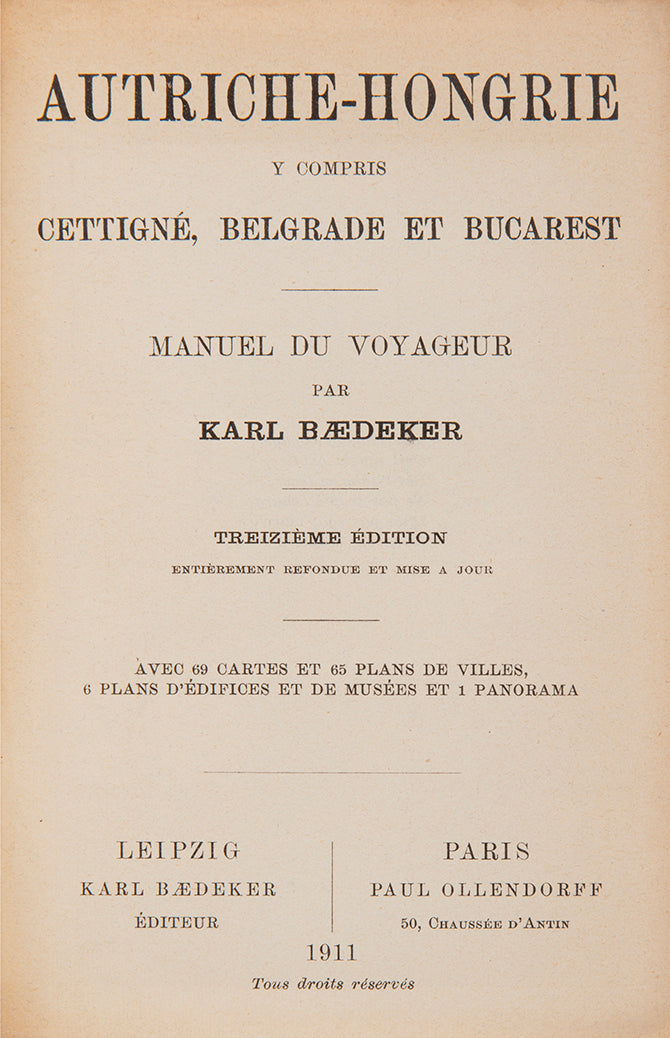 AUTRICHE-HONGRIE
Y COMPRIS
CETTIGNÉ, BELGRADE ET BUCAREST
MANUEL DU VOYAGEUR
PAR
KARL BÆDEKER
TREIZIÈME ÉDITION
ENTIÈREMENT REFONDUE ET MISE A JOUR
AVEC 69 CARTES ET 65 PLANS DE VILLES,
6 PLANS D'ÉDIFICES ET DE MUSÉES ET 1 PANORAMA
LEIPZIG
KARL BÆDEKER
ÉDITEUR
PARIS
PAUL OLLENDORFF
50, CHAUSSÉE D'ANTIN
1911
Tous droits réservés